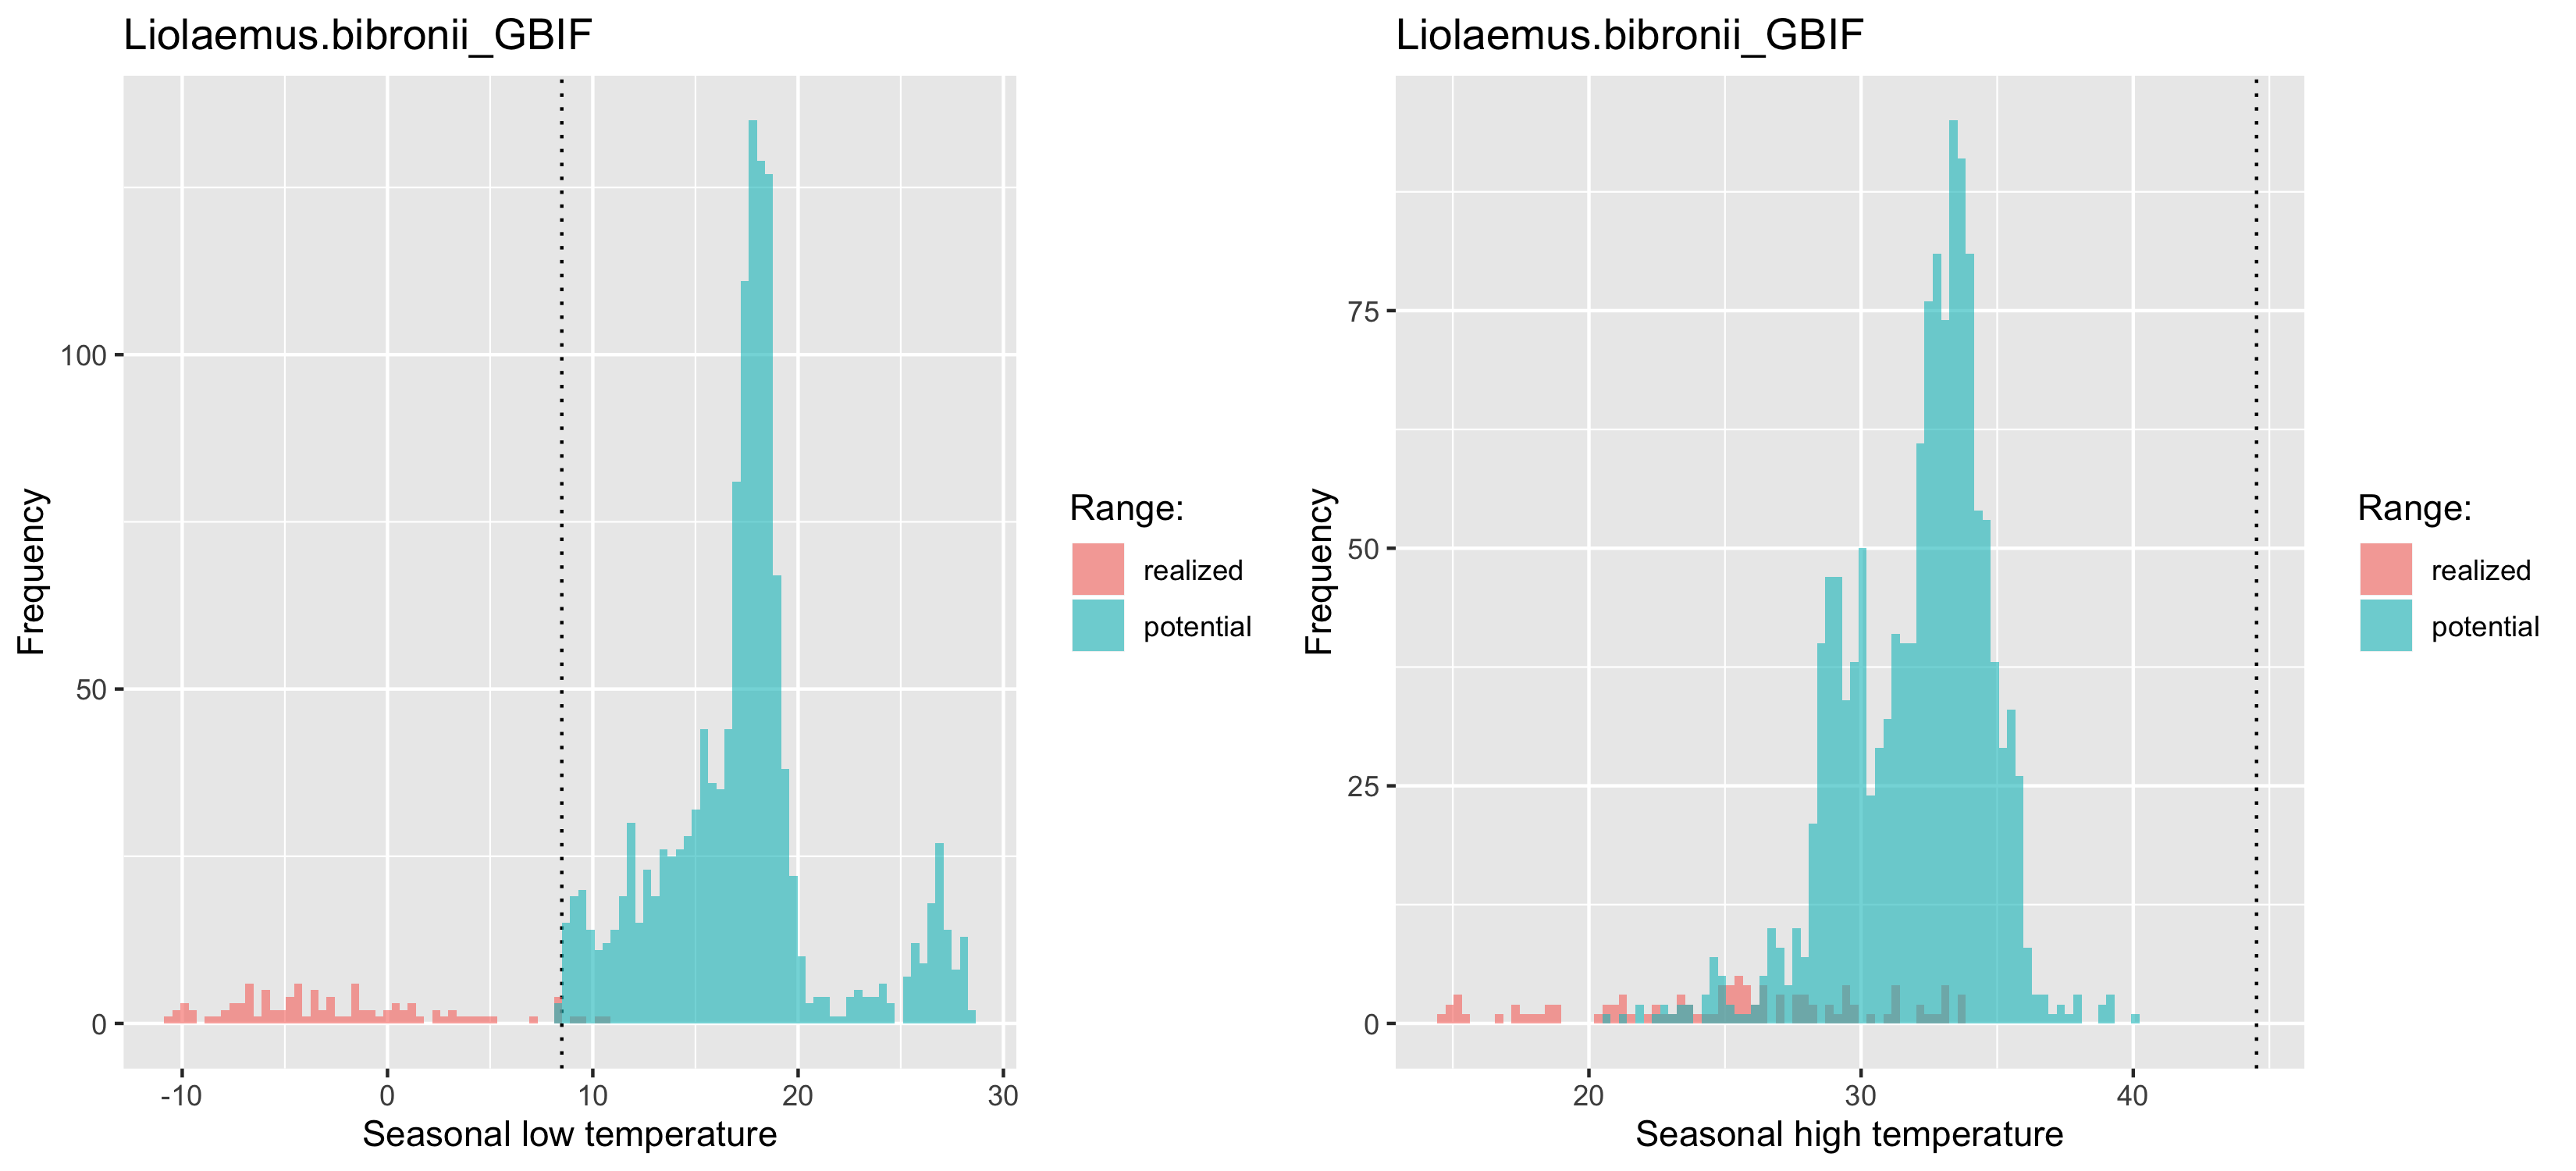 Liolaemus.bibronii_GBIF
100
50
0
Frequency
-10 0 10 20 30
Seasonal low temperature
Range:
realized
potential
Liolaemus.bibronii_GBIF
75
50
25
0
Frequency
20 30 40
Seasonal high temperature
Range:
realized
potential